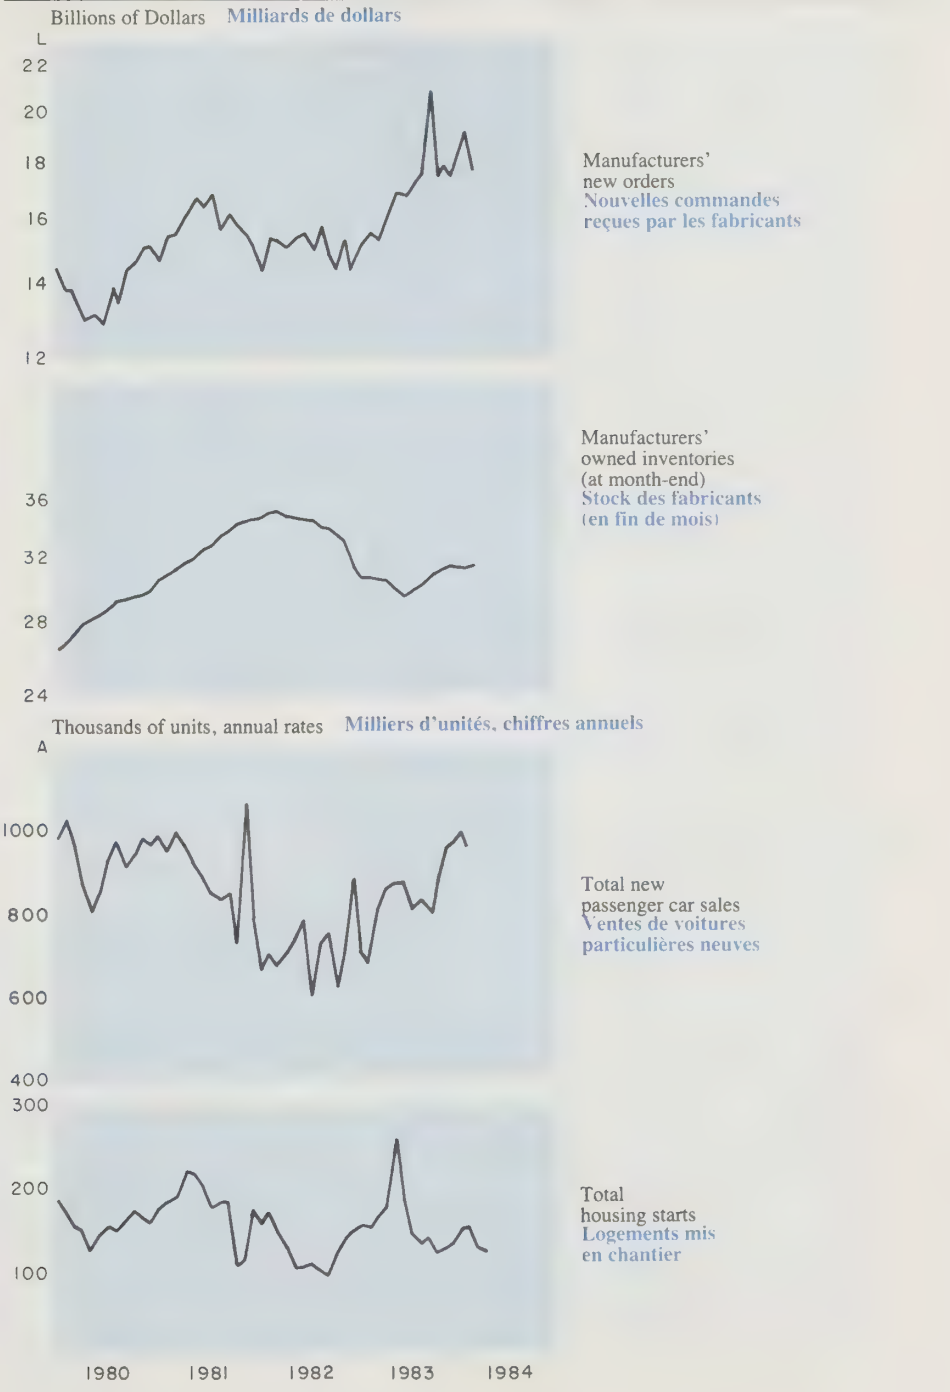 Billions of Dollars Milliards de dollars
L
22
20
18
16
14
12
Manufacturers'
new orders
Nouvelles commandes
reçues par les fabricants
36
32
28
24
Manufacturers'
owned inventories
(at month-end)
Stock des fabricants
(en fin de mois)
Thousands of units, annual rates Milliers d'unités, chiffres annuels
A
1000
800
600
400
Total new
passenger car sales
Ventes de voitures
particulières neuves
300
200
100
Total
housing starts
Logements mis
en chantier
1980 1981 1982 1983 1984